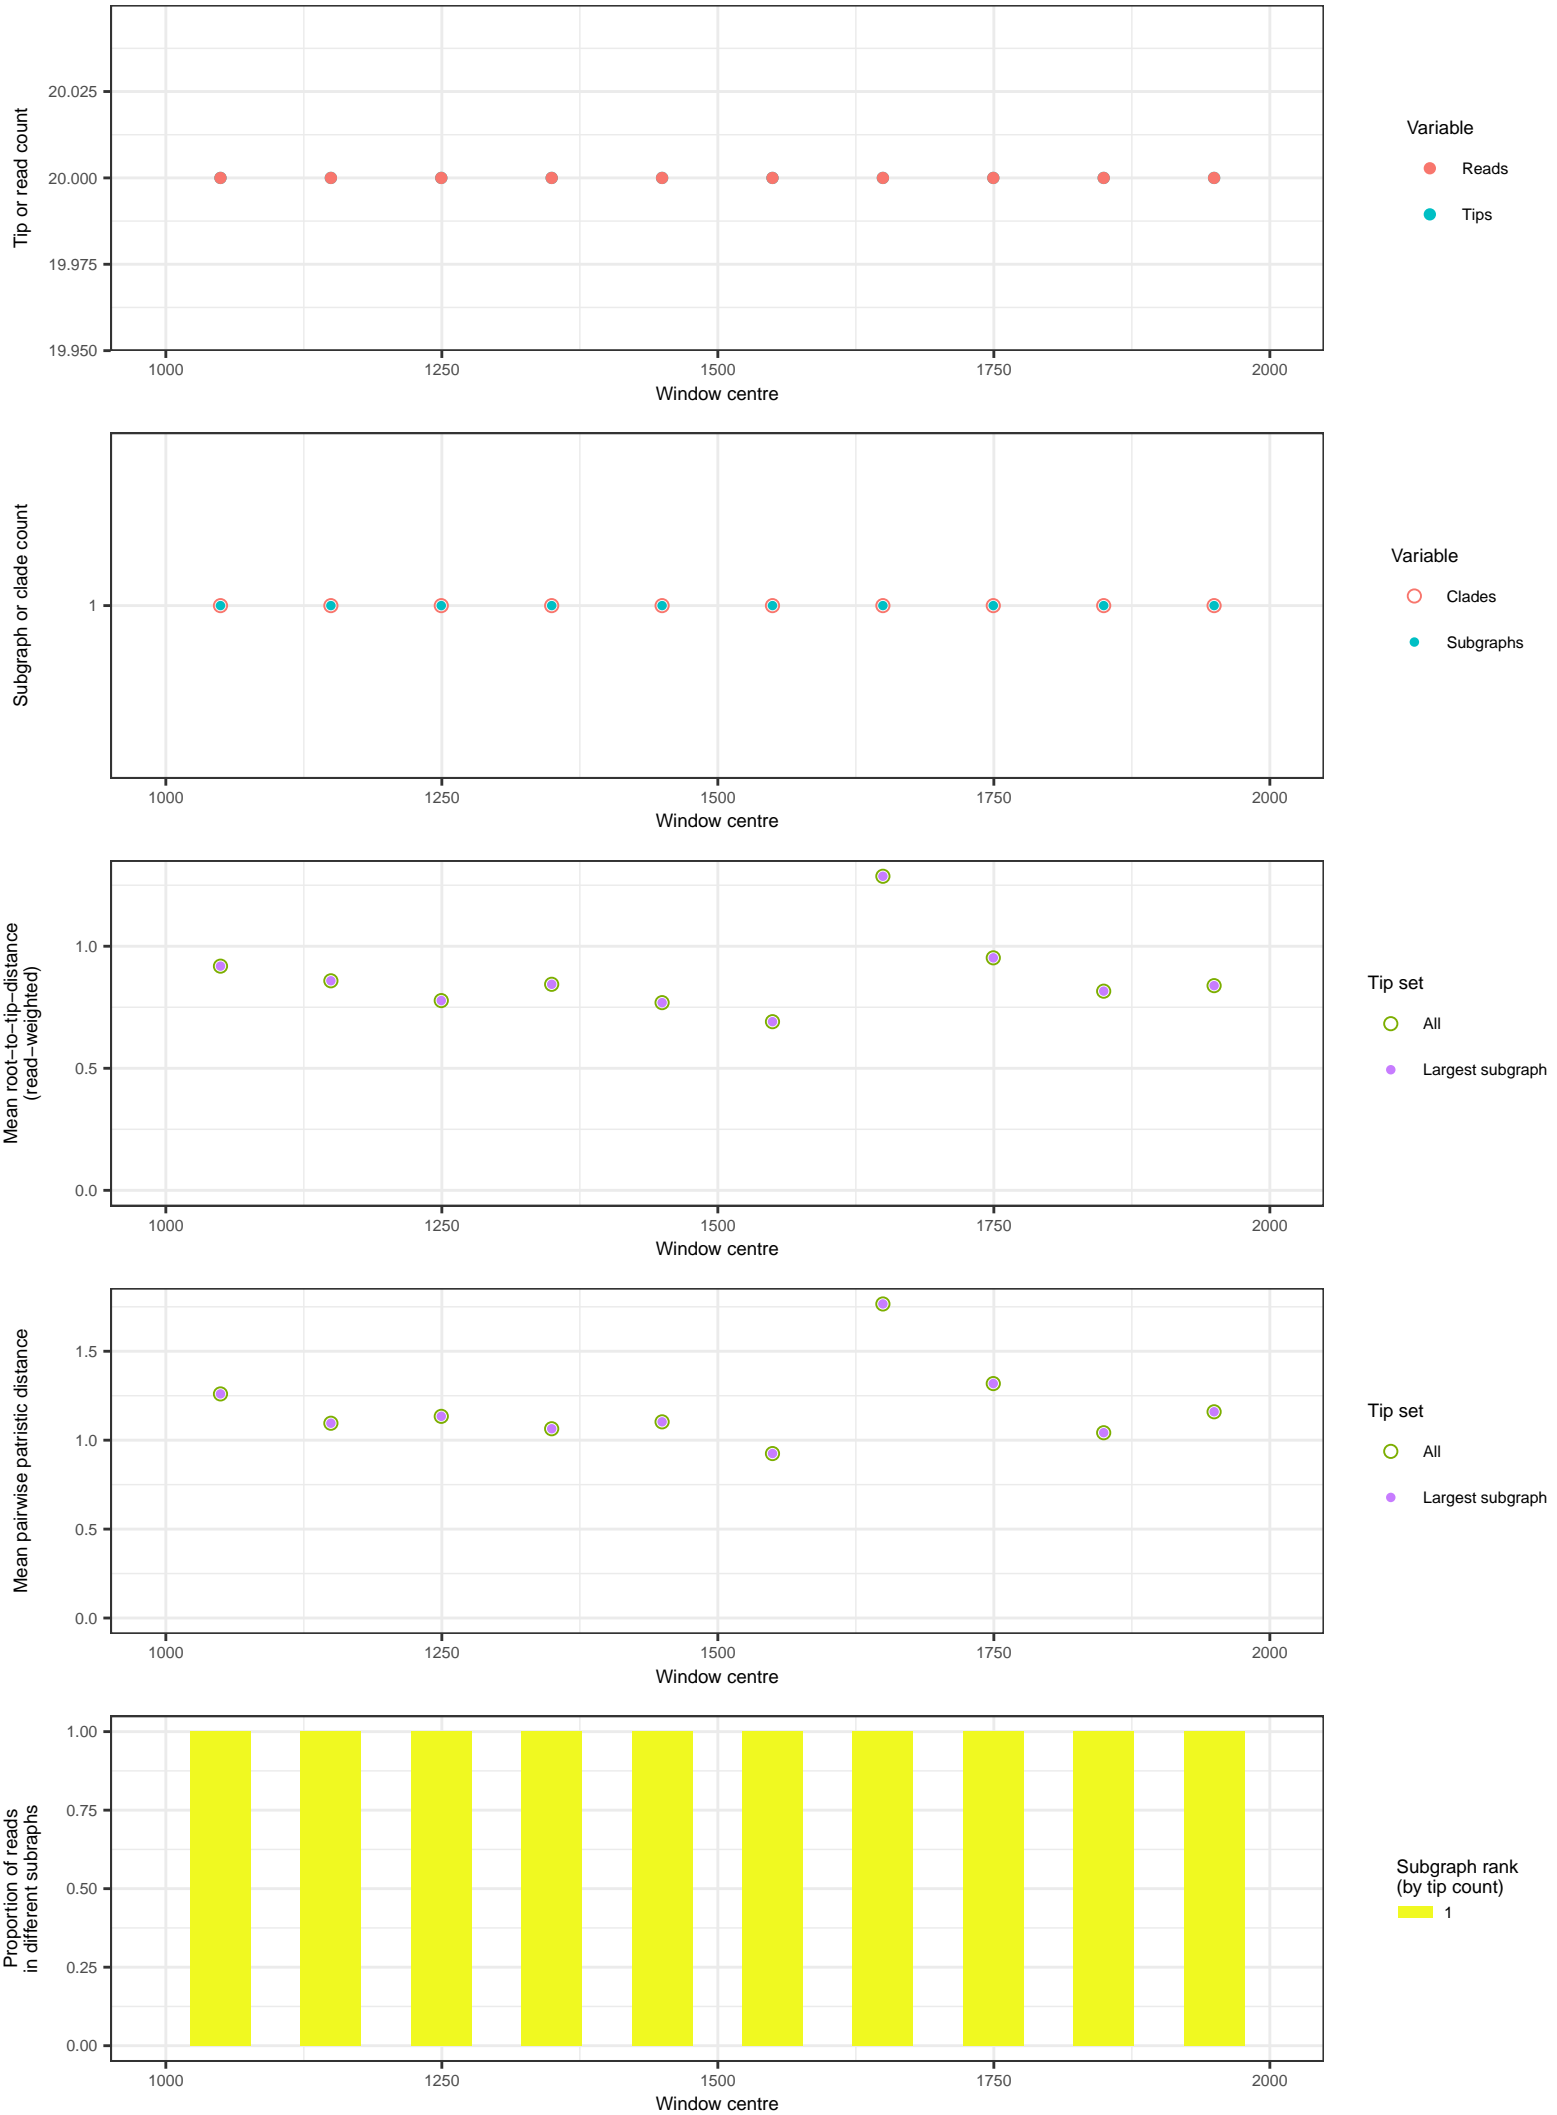 20.025
20.000
19.975
19.950
Tip or read count
1000 1250 1500 1750 2000
Window centre
Variable
Reads
Tips
1
Subgraph or clade count
1000 1250 1500 1750 2000
Window centre
Variable
Clades
Subgraphs
1.0
0.5
0.0
Mean root−to−tip−distance
(read−weighted)
1000 1250 1500 1750 2000
Window centre
Tip set
All
Largest subgraph
1.5
1.0
0.5
0.0
Mean pairwise patristic distance
1000 1250 1500 1750 2000
Window centre
Tip set
All
Largest subgraph
1.00
0.75
0.50
0.25
0.00
Proportion of reads
in different subraphs
1000 1250 1500 1750 2000
Window centre
Subgraph rank
(by tip count)
1